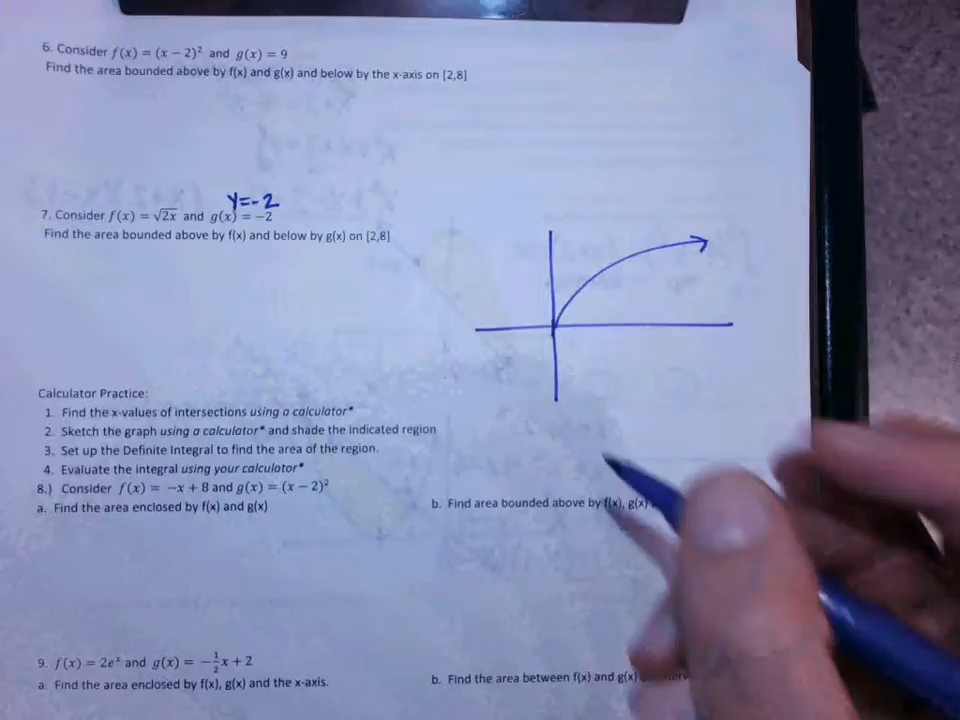 6. Consider f(x) = (x − 2)² and g(x) = 9
Find the area bounded above by f(x) and g(x) and below by the x-axis on [2,8]
y=-2
7. Consider f(x) = √2x and g(x) = −2
Find the area bounded above by f(x) and below by g(x) on [2,8]
Calculator Practice:
1. Find the x-values of intersections using a calculator*
2. Sketch the graph using a calculator* and shade the indicated region
3. Set up the Definite Integral to find the area of the region.
4. Evaluate the integral using your calculator*
8.) Consider f(x) = −x + 8 and g(x) = (x − 2)²
a. Find the area enclosed by f(x) and g(x)
b. Find area bounded above by f(x), g(x)
9. f(x) = 2eˣ and g(x) = −½x + 2
a. Find the area enclosed by f(x), g(x) and the x-axis.
b. Find the area between f(x) and g(x)